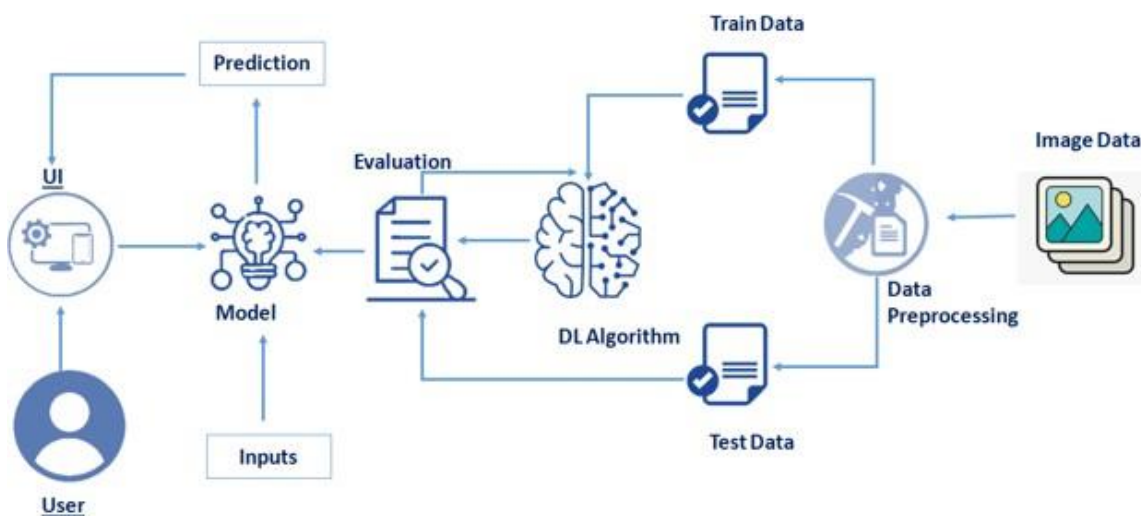 Train Data
Prediction
Image Data
Evaluation
UI
Data
Preprocessing
Model
DL Algorithm
Test Data
Inputs
User